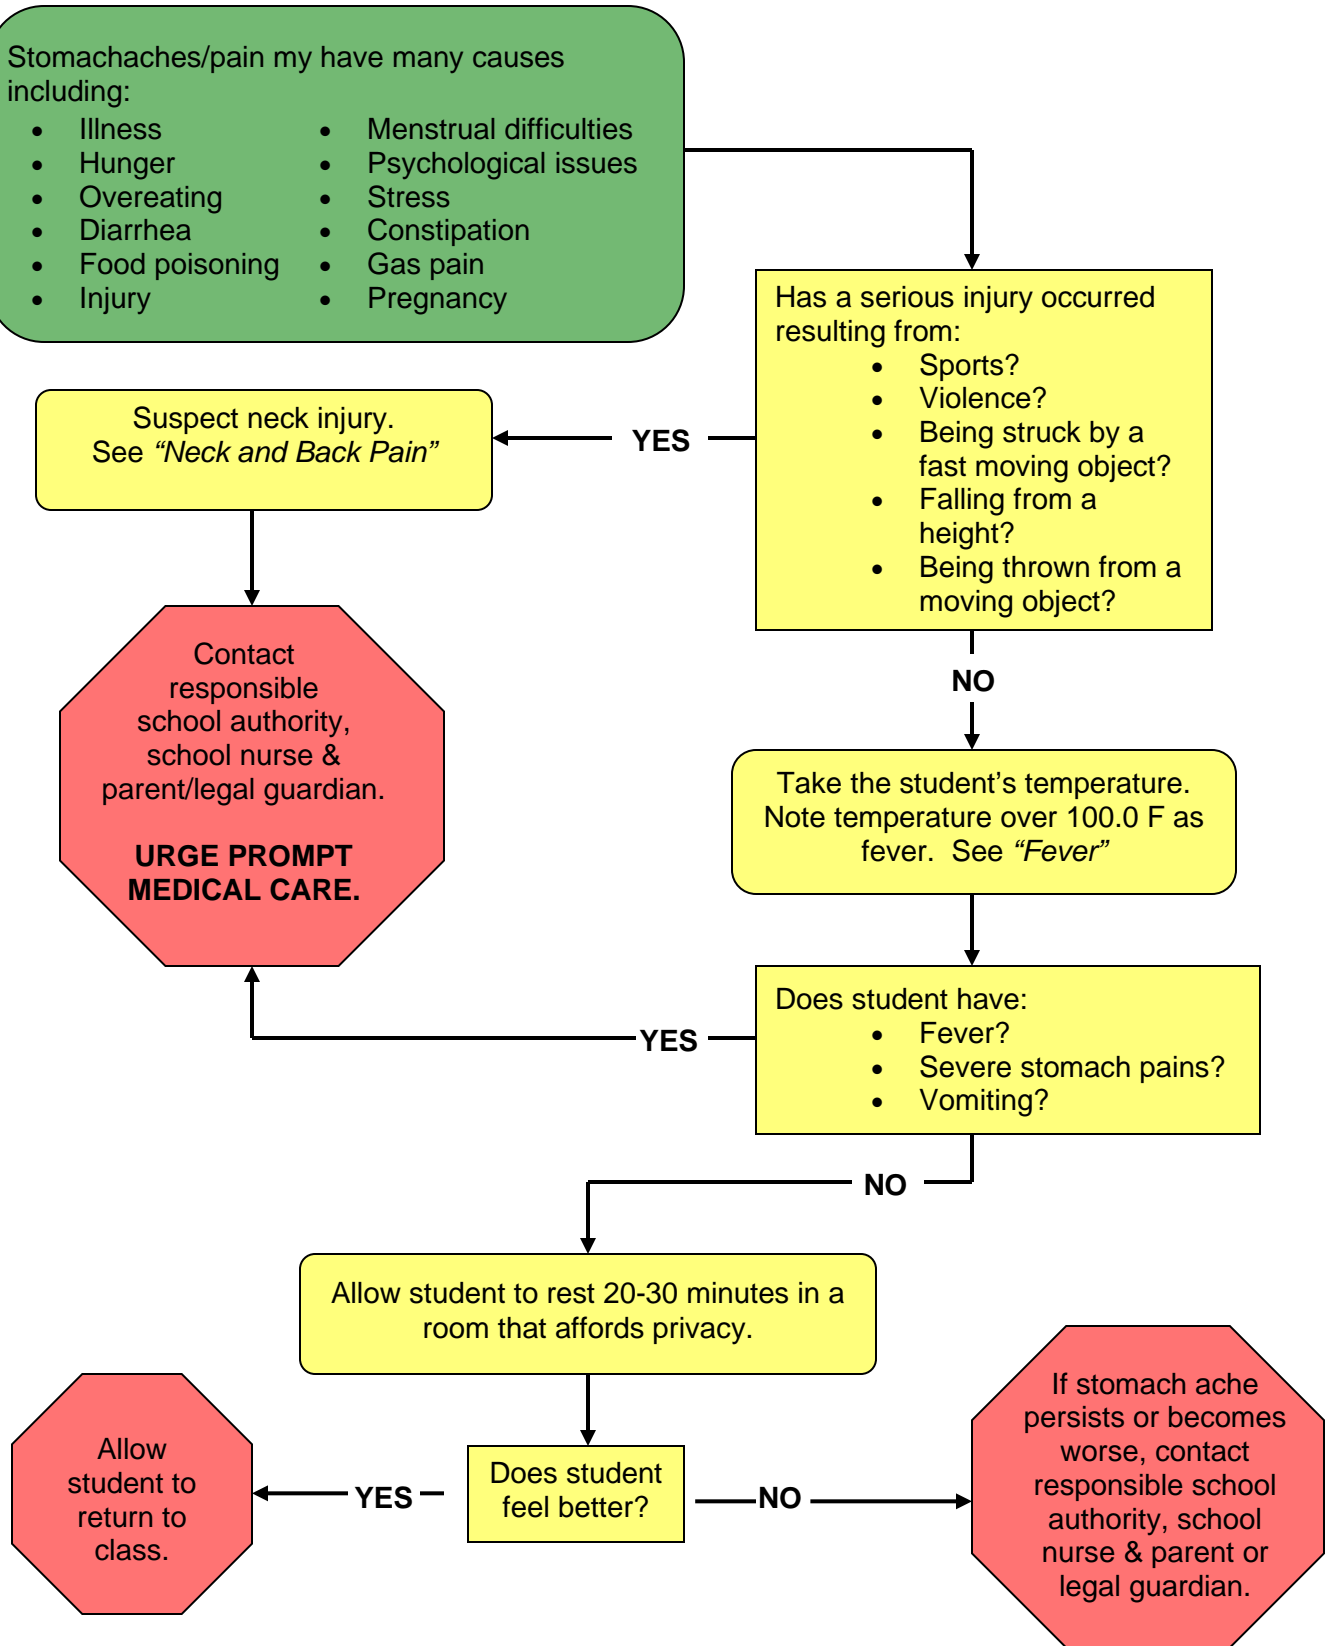 Stomachaches/pain my have many causes
including:
• Illness
• Hunger
• Overeating
• Diarrhea
• Food poisoning
• Injury
• Menstrual difficulties
• Psychological issues
• Stress
• Constipation
• Gas pain
• Pregnancy
Has a serious injury occurred
resulting from:
• Sports?
• Violence?
• Being struck by a
fast moving object?
• Falling from a
height?
• Being thrown from a
moving object?
YES
Suspect neck injury.
See “Neck and Back Pain”
Contact
responsible
school authority,
school nurse &
parent/legal guardian.
URGE PROMPT
MEDICAL CARE.
NO
Take the student’s temperature.
Note temperature over 100.0 F as
fever. See “Fever”
Does student have:
• Fever?
• Severe stomach pains?
• Vomiting?
YES
NO
Allow student to rest 20-30 minutes in a
room that affords privacy.
Does student
feel better?
YES
Allow
student to
return to
class.
NO
If stomach ache
persists or becomes
worse, contact
responsible school
authority, school
nurse & parent or
legal guardian.